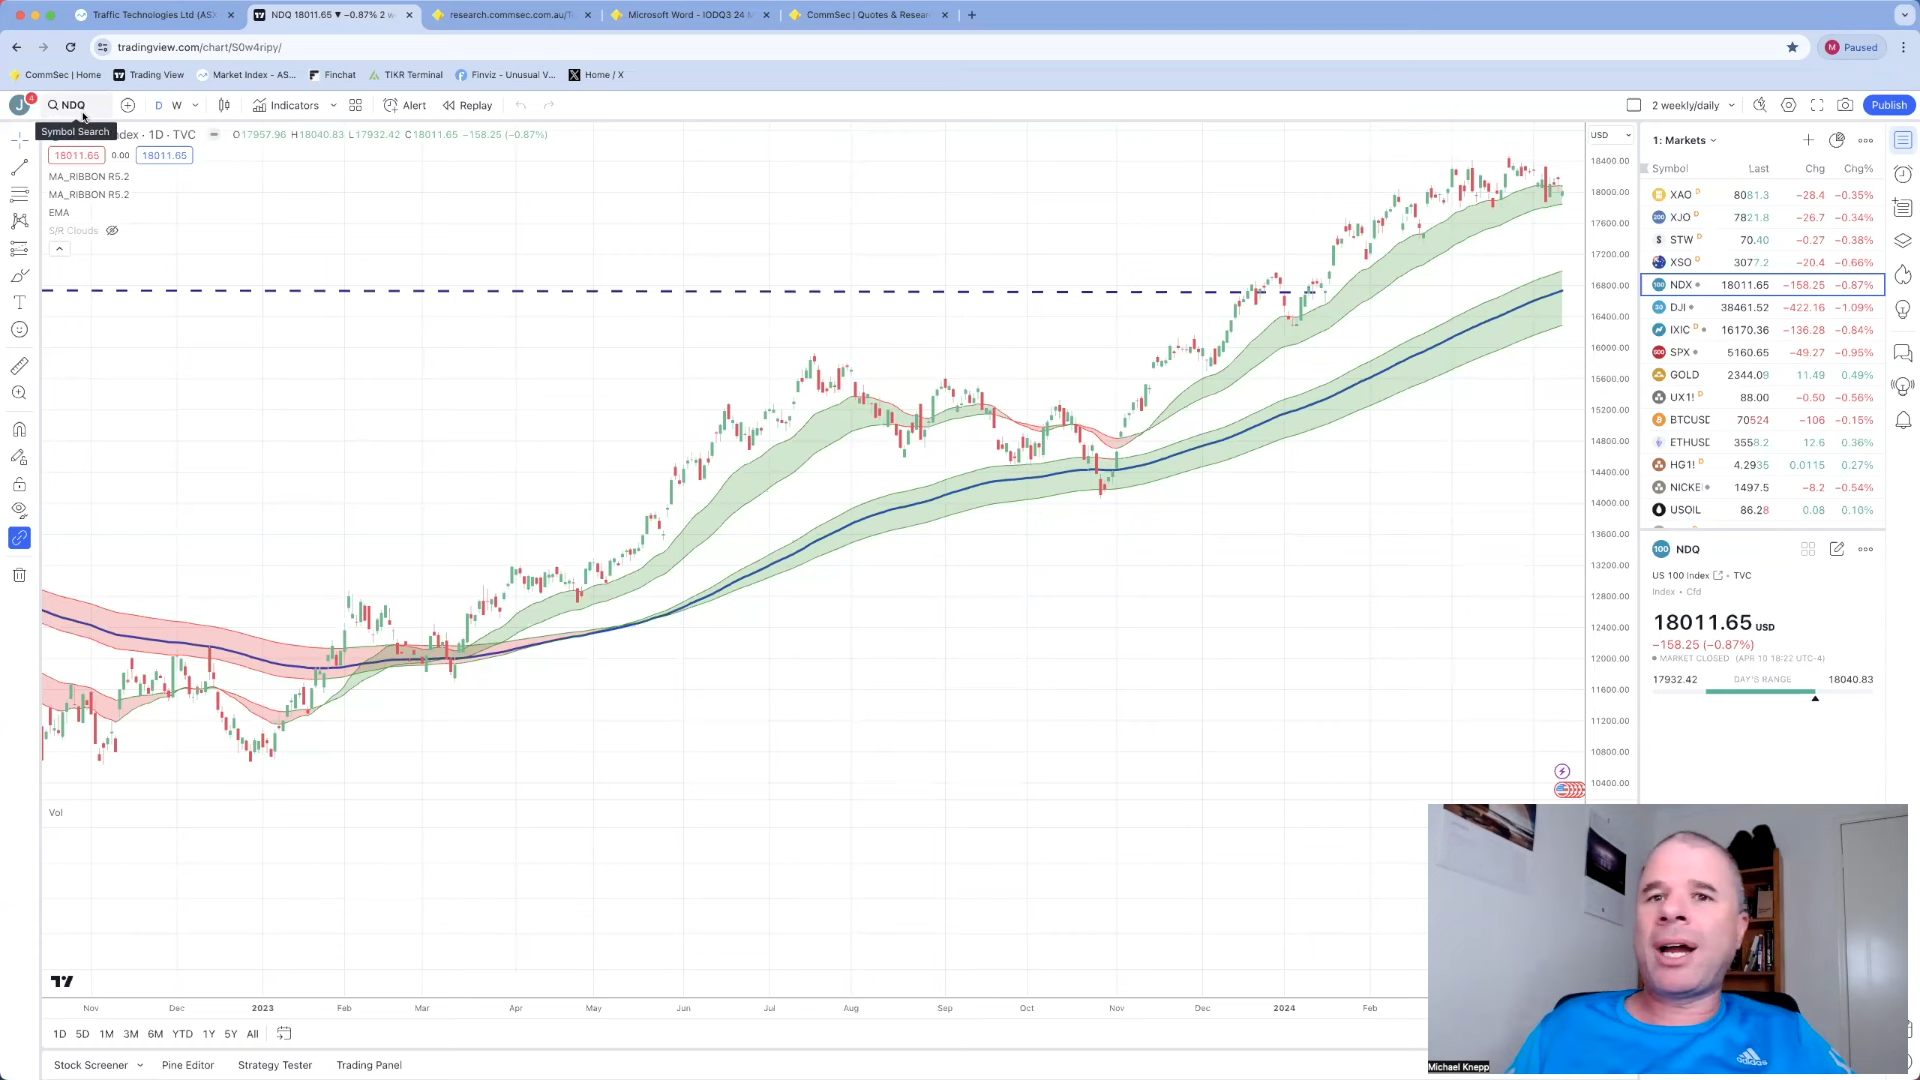 Traffic Technologies Ltd (AS
NDQ 18011.65 ▼ −0.87% 2 w
research.commsec.com.au/Ti
Microsoft Word - IODQ3 24 M
CommSec | Quotes & Resear
tradingview.com/chart/S0w4ripy/
M Paused
CommSec | Home
Trading View
Market Index - AS...
Finchat
TIKR Terminal
Finviz - Unusual V...
Home / X
J 4
NDQ
D W
Indicators
Alert
Replay
2 weekly/daily
Publish
Symbol Search
dex · 1D · TVC
O17957.96 H18040.83 L17932.42 C18011.65 −158.25 (−0.87%)
18011.65 0.00 18011.65
MA_RIBBON R5.2
MA_RIBBON R5.2
EMA
S/R Clouds
USD
18400.00
18000.00
17600.00
17200.00
16800.00
16400.00
16000.00
15600.00
15200.00
14800.00
14400.00
14000.00
13600.00
13200.00
12800.00
12400.00
12000.00
11600.00
11200.00
10800.00
10400.00
1: Markets
Symbol Last Chg Chg%
XAO D 8081.3 −28.4 −0.35%
XJO D 7821.8 −26.7 −0.34%
STW D 70.40 −0.27 −0.38%
XSO D 3077.2 −20.4 −0.66%
NDX 18011.65 −158.25 −0.87%
DJI 38461.52 −422.16 −1.09%
IXIC D 16170.36 −136.28 −0.84%
SPX 5160.65 −49.27 −0.95%
GOLD 2344.09 11.49 0.49%
UX1! D 88.00 −0.50 −0.56%
BTCUSD 70524 −106 −0.15%
ETHUSD 3558.2 12.6 0.36%
HG1! D 4.2935 0.0115 0.27%
NICKE 1497.5 −8.2 −0.54%
USOIL 86.28 0.08 0.10%
100 NDQ
US 100 Index · TVC
Index · Cfd
18011.65 USD
−158.25 (−0.87%)
MARKET CLOSED (APR 10 18:22 UTC-4)
17932.42 DAY'S RANGE 18040.83
Vol
Nov Dec 2023 Feb Mar Apr May Jun Jul Aug Sep Oct Nov Dec 2024 Feb
1D 5D 1M 3M 6M YTD 1Y 5Y All
Stock Screener
Pine Editor
Strategy Tester
Trading Panel
adidas
Michael Knepp